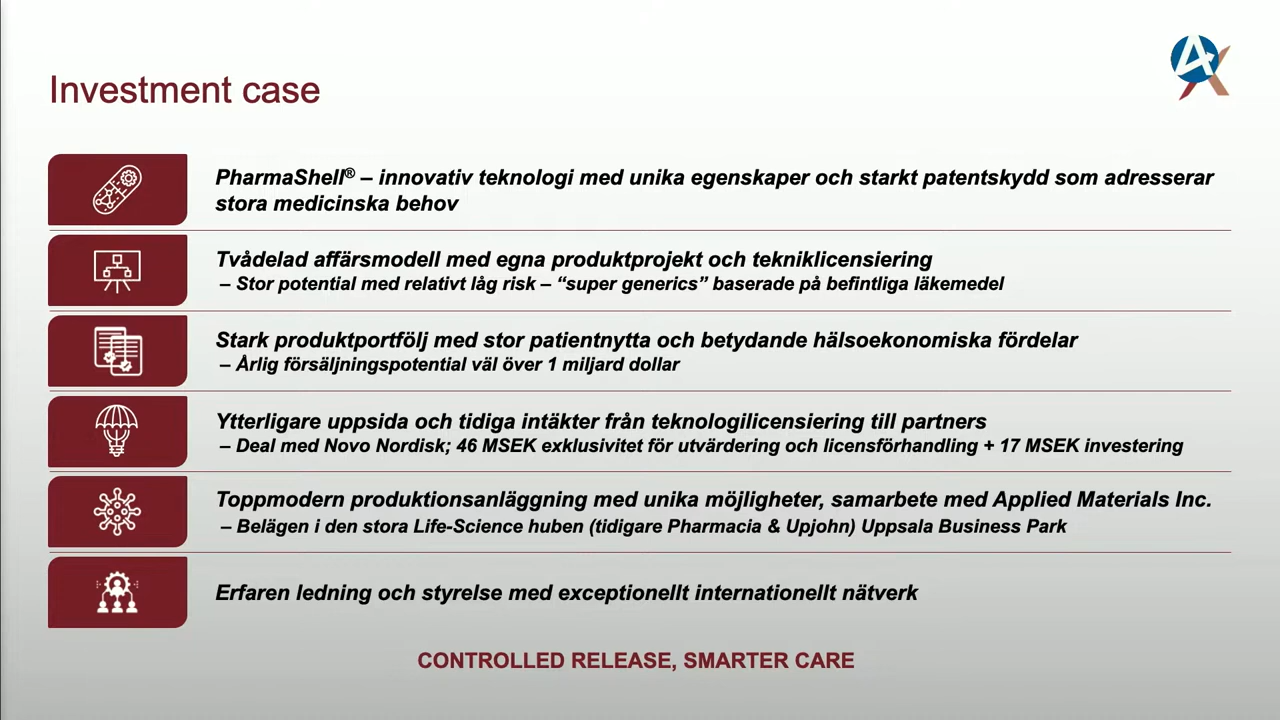 Investment case
PharmaShell® – innovativ teknologi med unika egenskaper och starkt patentskydd som adresserar
stora medicinska behov
Tvådelad affärsmodell med egna produktprojekt och tekniklicensiering
– Stor potential med relativt låg risk – “super generics” baserade på befintliga läkemedel
Stark produktportfölj med stor patientnytta och betydande hälsoekonomiska fördelar
– Årlig försäljningspotential väl över 1 miljard dollar
Ytterligare uppsida och tidiga intäkter från teknologilicensiering till partners
– Deal med Novo Nordisk; 46 MSEK exklusivitet för utvärdering och licensförhandling + 17 MSEK investering
Toppmodern produktionsanläggning med unika möjligheter, samarbete med Applied Materials Inc.
– Belägen i den stora Life-Science huben (tidigare Pharmacia & Upjohn) Uppsala Business Park
Erfaren ledning och styrelse med exceptionellt internationellt nätverk
CONTROLLED RELEASE, SMARTER CARE